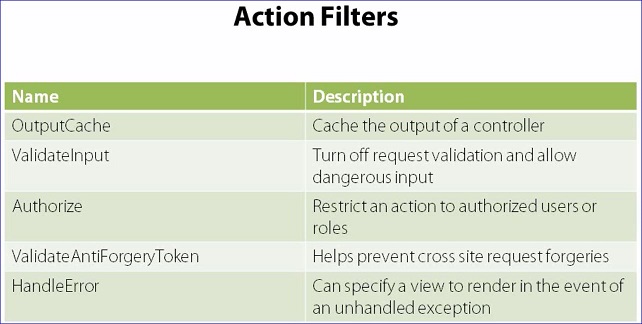 Action Filters
Name Description
OutputCache Cache the output of a controller
ValidateInput Turn off request validation and allow
dangerous input
Authorize Restrict an action to authorized users or
roles
ValidateAntiForgeryToken Helps prevent cross site request forgeries
HandleError Can specify a view to render in the event of
an unhandled exception